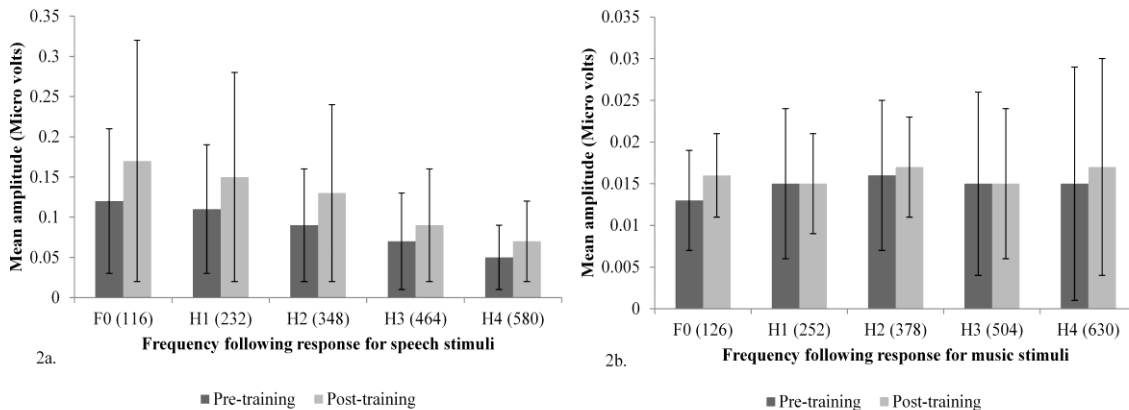 Mean amplitude (Micro volts)
0.35
0.3
0.25
0.2
0.15
0.1
0.05
0
F0 (116) H1 (232) H2 (348) H3 (464) H4 (580)
Frequency following response for speech stimuli
2a.
Pre-training Post-training
Mean amplitude (Micro volts)
0.035
0.03
0.025
0.02
0.015
0.01
0.005
0
F0 (126) H1 (252) H2 (378) H3 (504) H4 (630)
Frequency following response for music stimuli
2b.
Pre-training Post-training